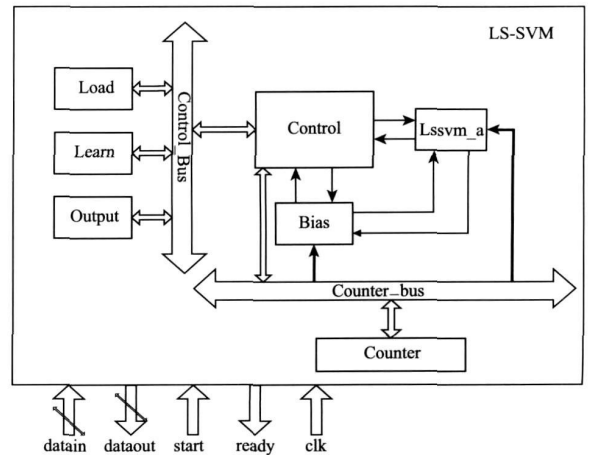 LS-SVM
Load
Learn
Output
Control_Bus
Control
Lssvm_a
Bias
Counter_bus
Counter
datain
dataout
start
ready
clk